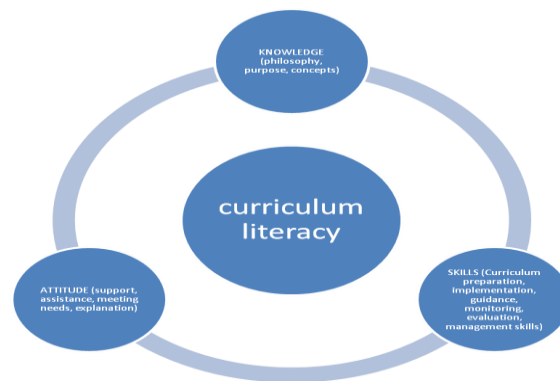 KNOWLEDGE
(philosophy,
purpose, concepts)
curriculum
literacy
ATTITUDE (support,
assistance, meeting
needs, explanation)
SKILLS (Curriculum
preparation,
implementation,
guidance,
monitoring,
evaluation,
management skills)